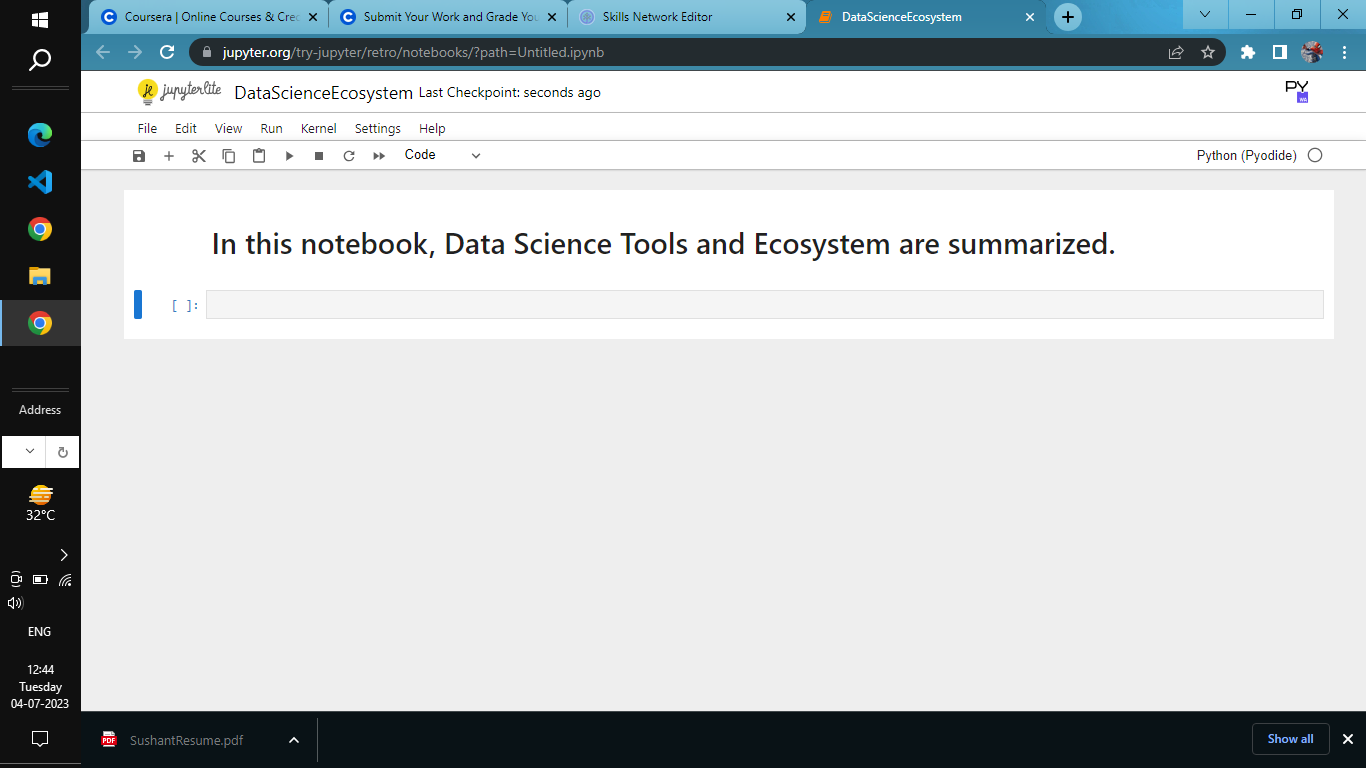 Coursera | Online Courses & Cre
Submit Your Work and Grade You
Skills Network Editor
DataScienceEcosystem
jupyter.org/try-jupyter/retro/notebooks/?path=Untitled.ipynb
jupyterlite
DataScienceEcosystem Last Checkpoint: seconds ago
PY
File Edit View Run Kernel Settings Help
Code
Python (Pyodide)
In this notebook, Data Science Tools and Ecosystem are summarized.
[ ]:
Address
32°C
ENG
12:44
Tuesday
04-07-2023
PDF
SushantResume.pdf
Show all